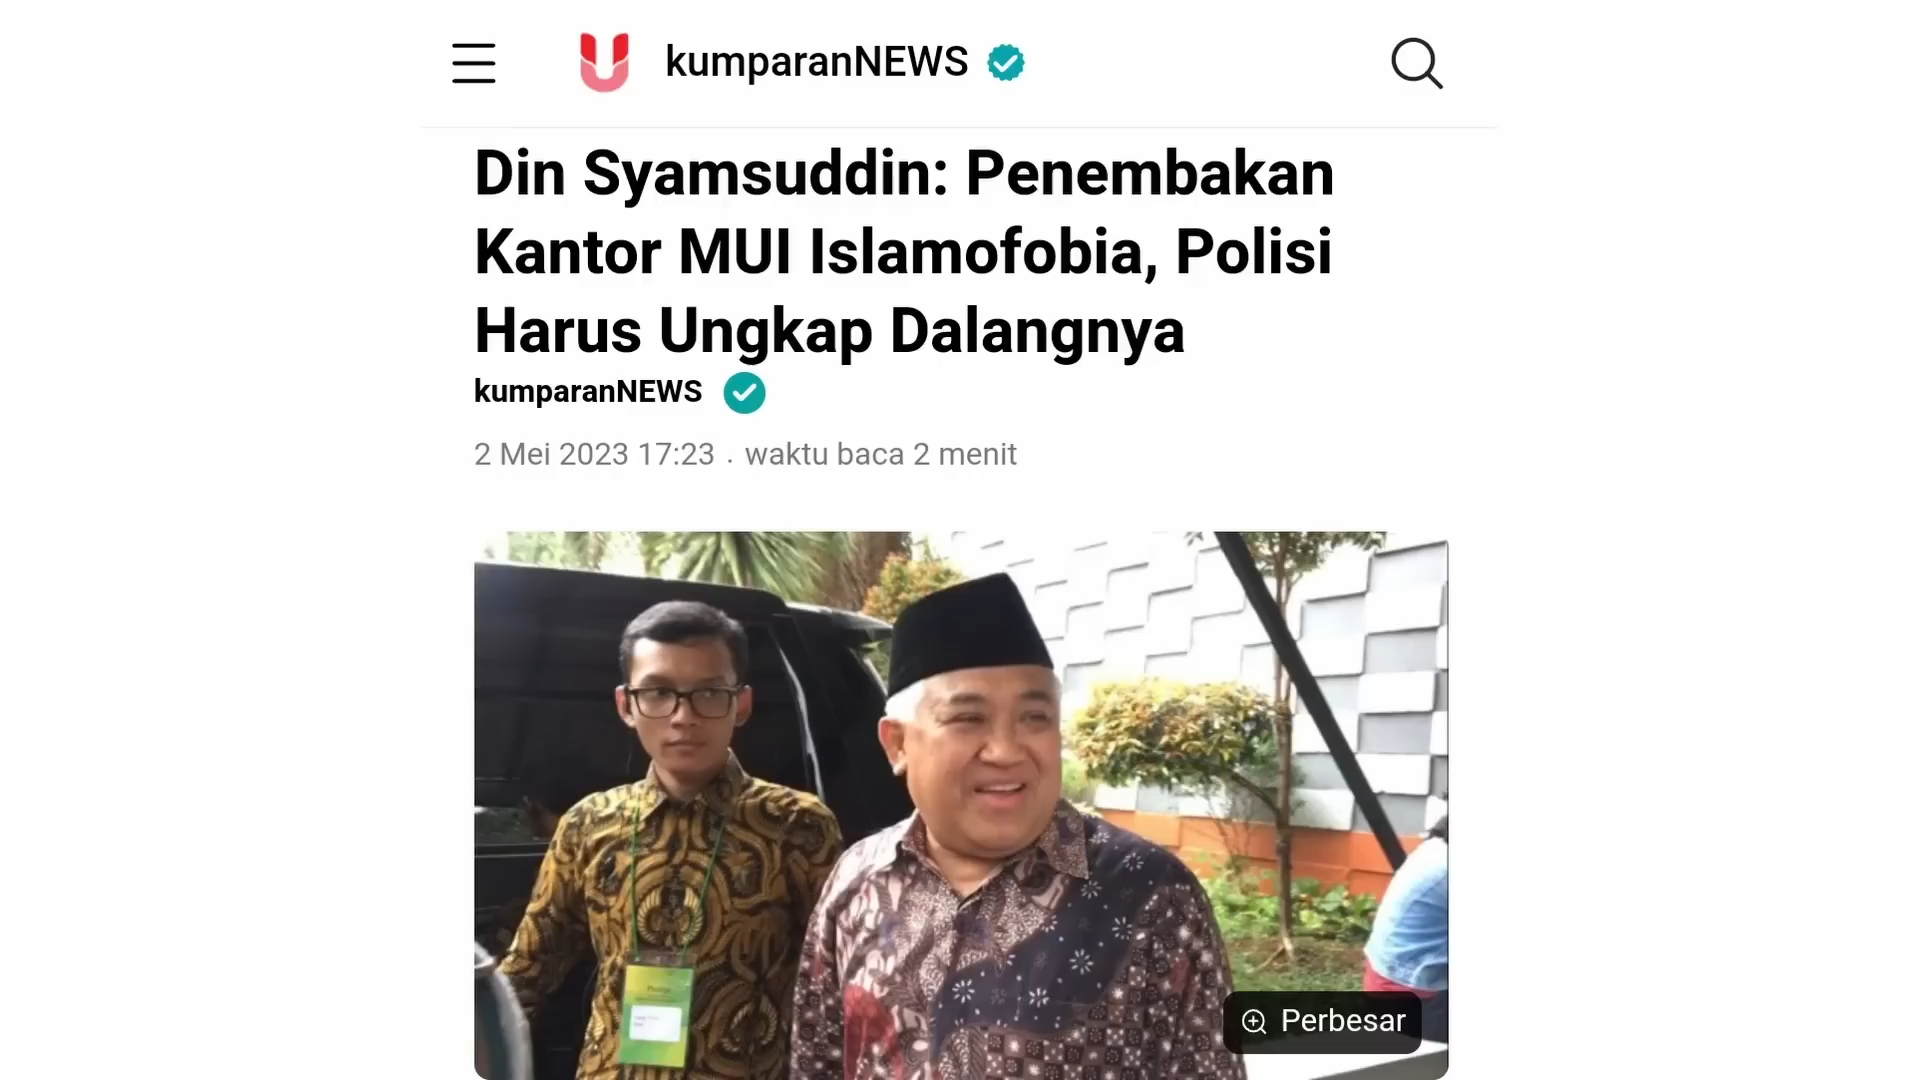 kumparanNEWS
Din Syamsuddin: Penembakan
Kantor MUI Islamofobia, Polisi
Harus Ungkap Dalangnya
kumparanNEWS
2 Mei 2023 17:23 . waktu baca 2 menit
Perbesar